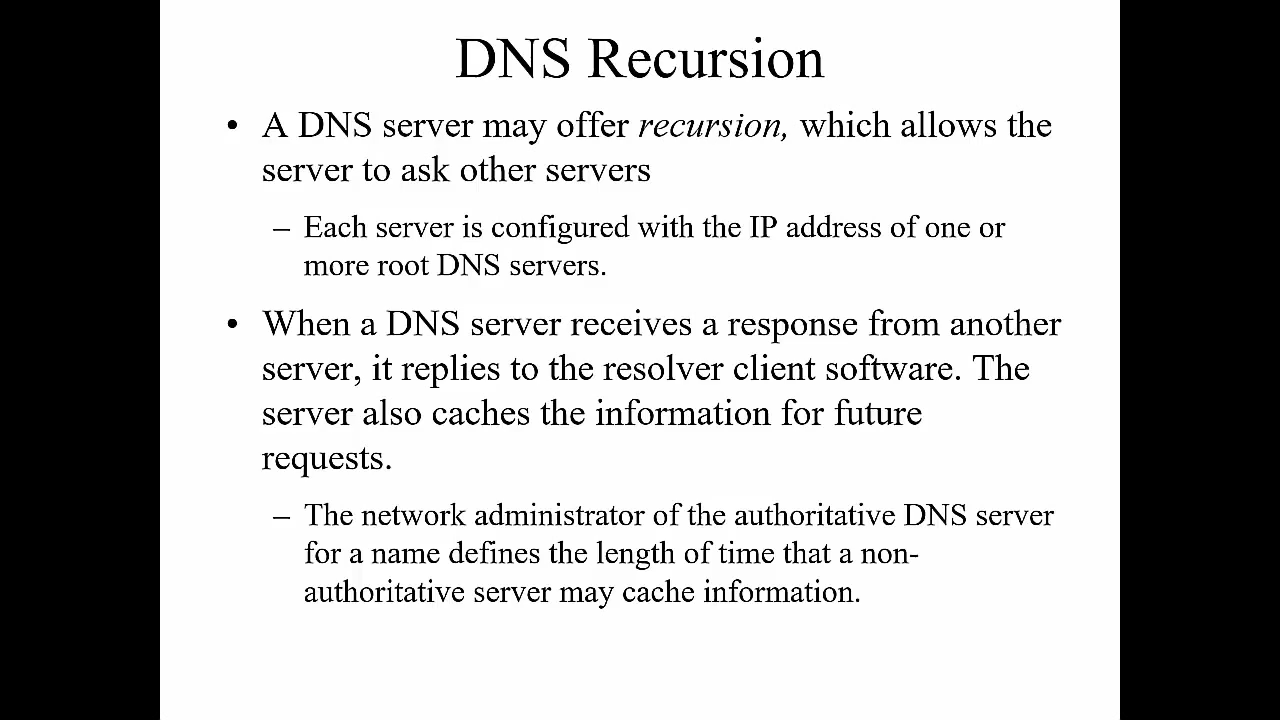 DNS Recursion
• A DNS server may offer recursion, which allows the
server to ask other servers
– Each server is configured with the IP address of one or
more root DNS servers.
• When a DNS server receives a response from another
server, it replies to the resolver client software. The
server also caches the information for future
requests.
– The network administrator of the authoritative DNS server
for a name defines the length of time that a non-
authoritative server may cache information.